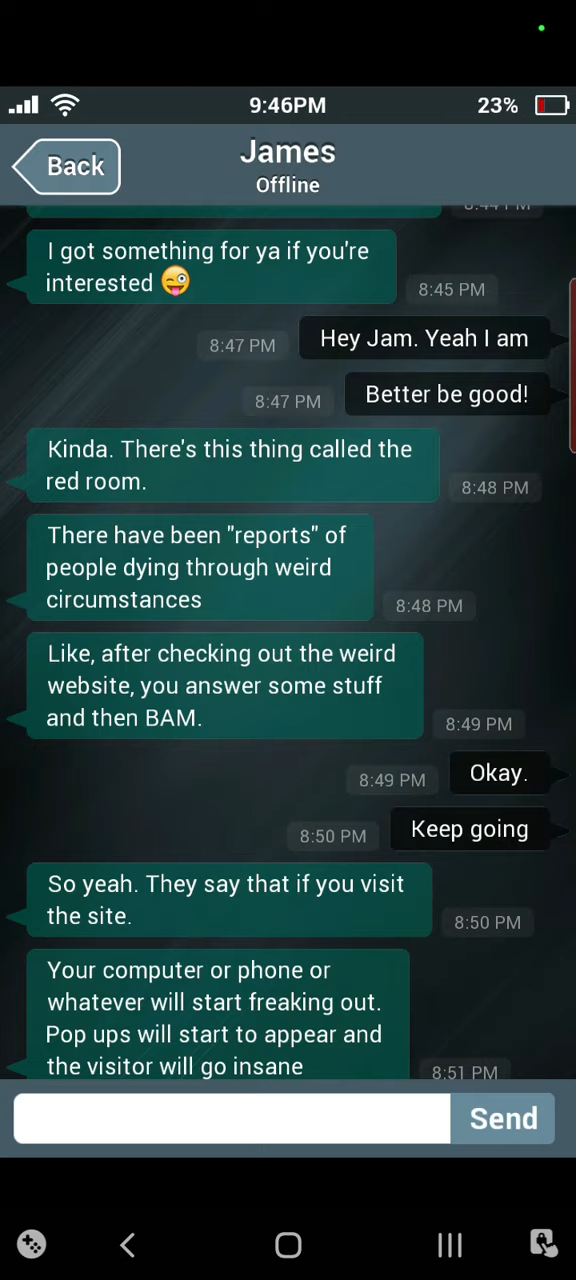 9:46PM
23%
Back
James
Offline
8:44 PM
I got something for ya if you're
interested 😜
8:45 PM
8:47 PM
Hey Jam. Yeah I am
8:47 PM
Better be good!
Kinda. There's this thing called the
red room.
8:48 PM
There have been "reports" of
people dying through weird
circumstances
8:48 PM
Like, after checking out the weird
website, you answer some stuff
and then BAM.
8:49 PM
8:49 PM
Okay.
8:50 PM
Keep going
So yeah. They say that if you visit
the site.
8:50 PM
Your computer or phone or
whatever will start freaking out.
Pop ups will start to appear and
the visitor will go insane
8:51 PM
Send